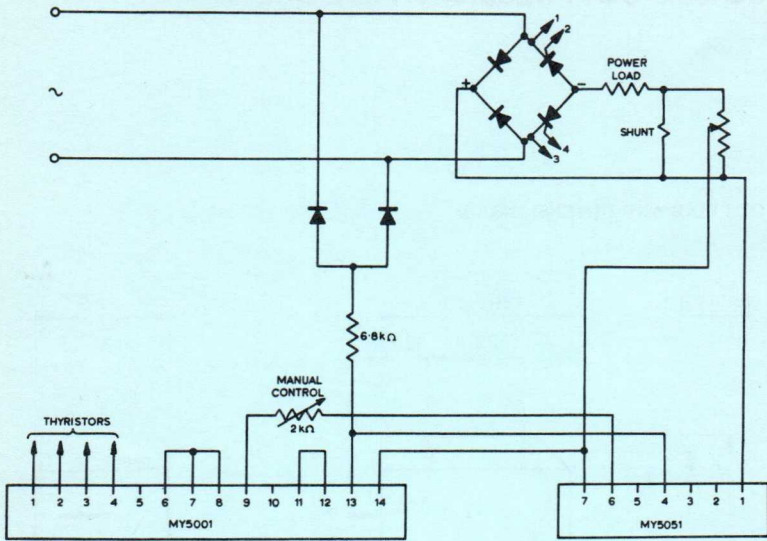 1
2
+
−
POWER
LOAD
SHUNT
∼
4
3
6·8kΩ
MANUAL
CONTROL
2kΩ
THYRISTORS
1 2 3 4 5 6 7 8 9 10 11 12 13 14
MY5001
7 6 5 4 3 2 1
MY5051